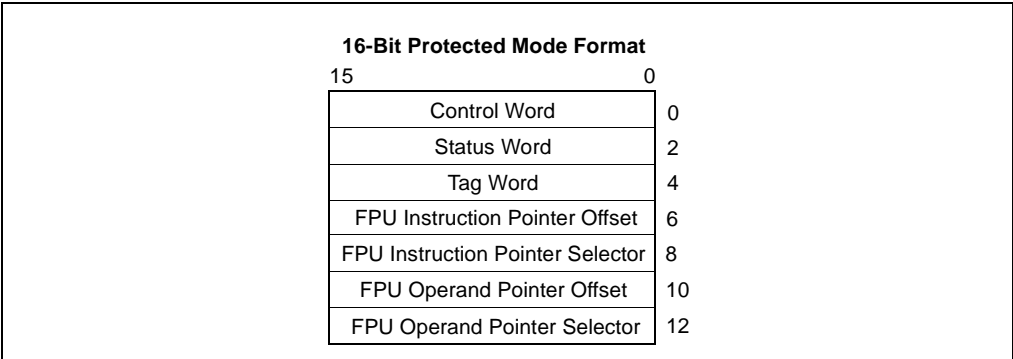 16-Bit Protected Mode Format
15 0
Control Word 0
Status Word 2
Tag Word 4
FPU Instruction Pointer Offset 6
FPU Instruction Pointer Selector 8
FPU Operand Pointer Offset 10
FPU Operand Pointer Selector 12